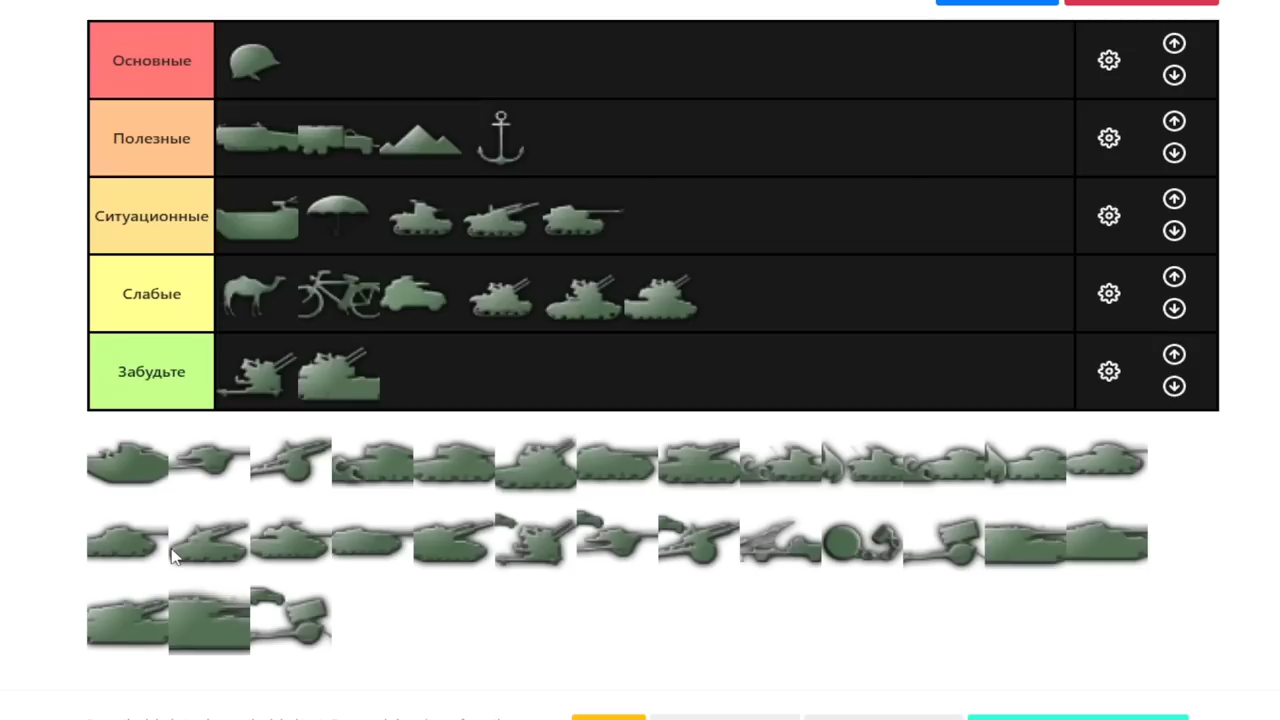 Основные
Полезные
Ситуационные
Слабые
Забудьте